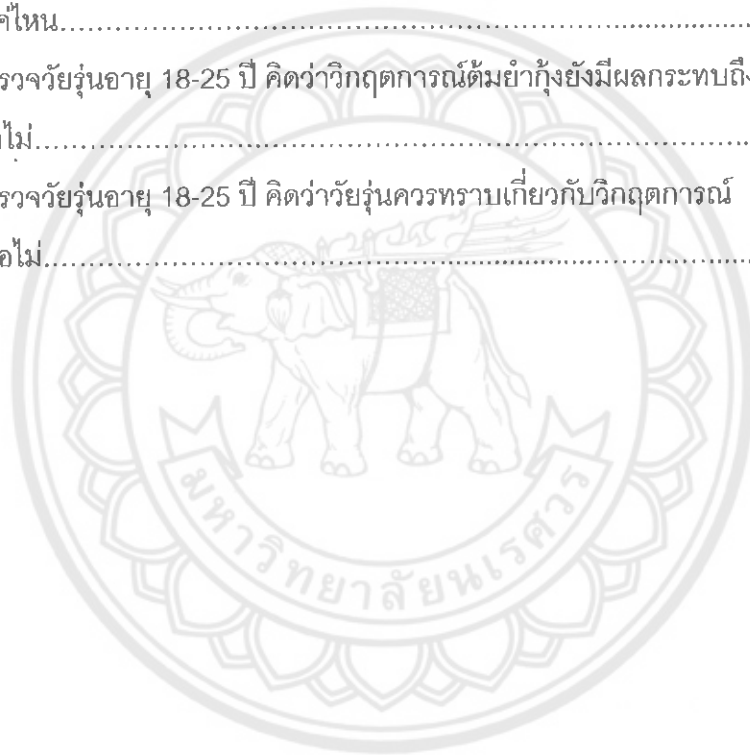 ค่ไหน
รวจวัยรุ่นอายุ 18-25 ปี คิดว่าวิกฤตการณ์ต้มยำกุ้งยังมีผลกระทบถึง
ไม่
รวจวัยรุ่นอายุ 18-25 ปี คิดว่าวัยรุ่นควรทราบเกี่ยวกับวิกฤตการณ์
อไม่
มหาวิทยาลัยนเรศวร